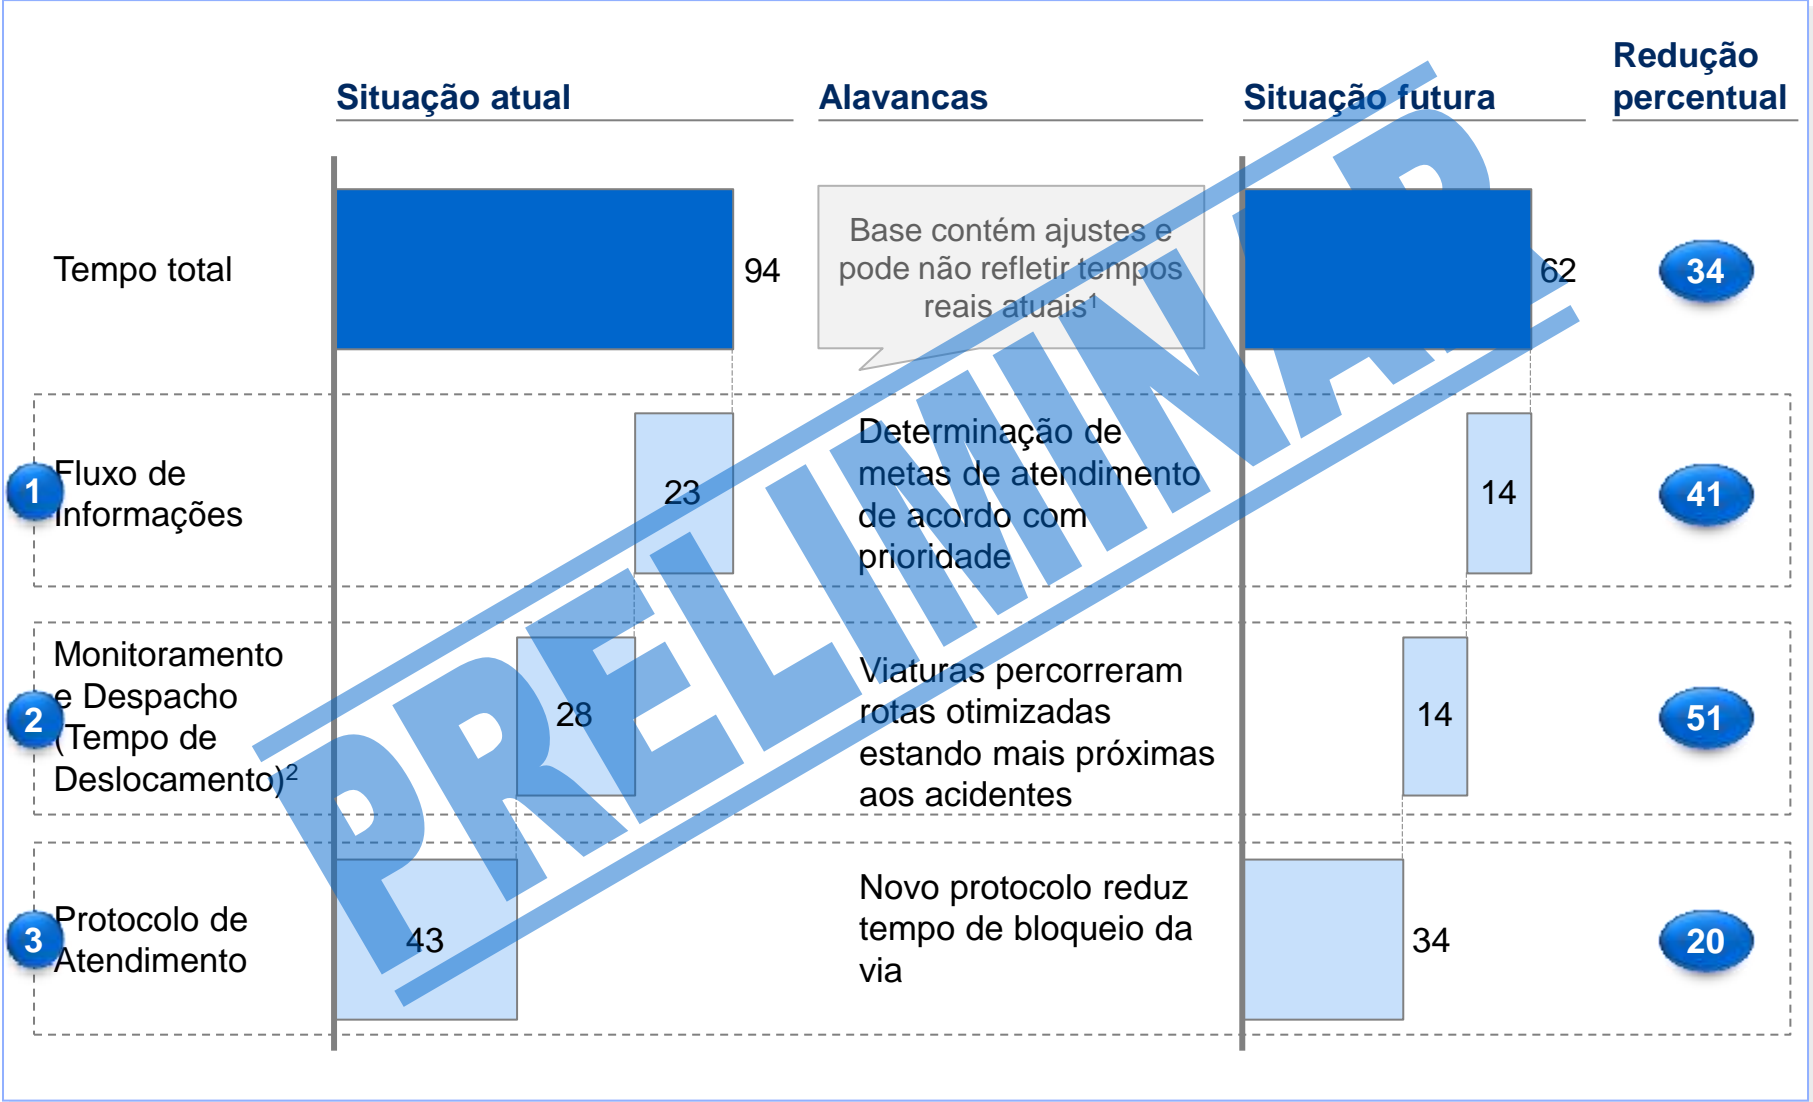 Situação atual
Alavancas
Situação futura
Redução
percentual
Tempo total
94
Base contém ajustes e
pode não refletir tempos
reais atuais¹
62
34
1
Fluxo de
Informações
23
Determinação de
metas de atendimento
de acordo com
prioridade
14
41
2
Monitoramento
e Despacho
(Tempo de
Deslocamento)²
28
Viaturas percorreram
rotas otimizadas
estando mais próximas
aos acidentes
14
51
3
Protocolo de
Atendimento
43
Novo protocolo reduz
tempo de bloqueio da
via
34
20
PRELIMINAR